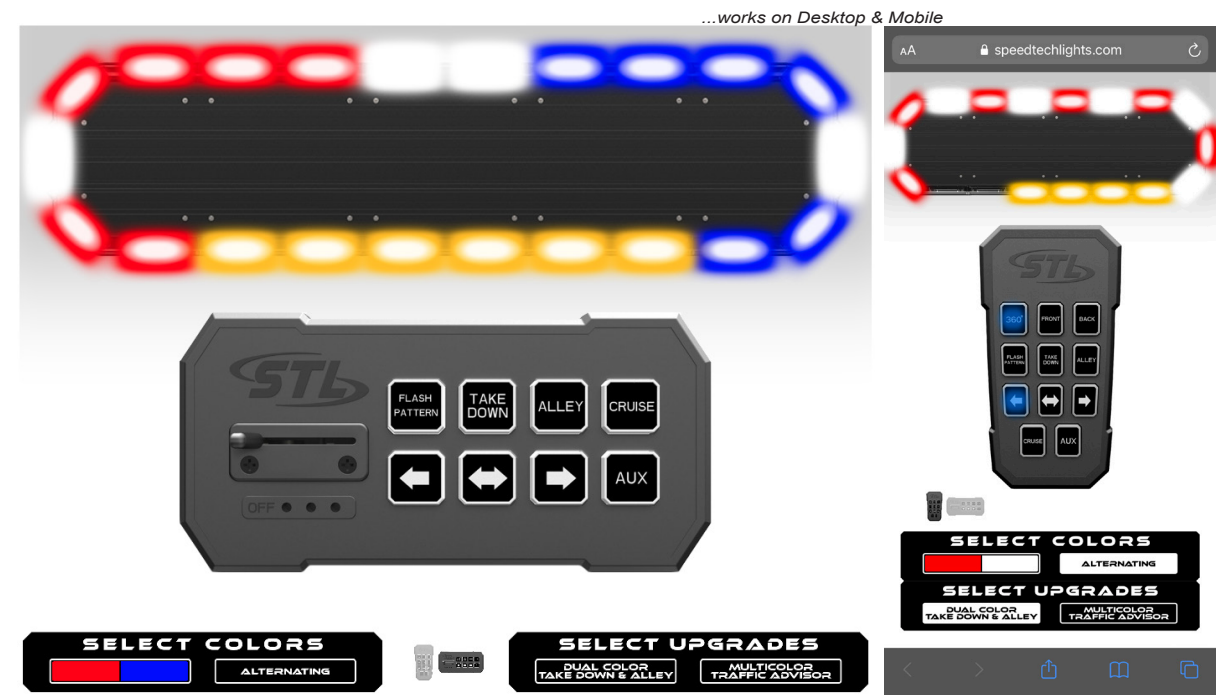 ...works on Desktop & Mobile
STL
FLASH
PATTERN
TAKE
DOWN
ALLEY
CRUISE
AUX
OFF
SELECT COLORS
ALTERNATING
SELECT UPGRADES
DUAL COLOR
TAKE DOWN & ALLEY
MULTICOLOR
TRAFFIC ADVISOR
AA
speedtechlights.com
STL
360°
FRONT
BACK
FLASH
PATTERN
TAKE
DOWN
ALLEY
CRUISE
AUX
SELECT COLORS
ALTERNATING
SELECT UPGRADES
DUAL COLOR
TAKE DOWN & ALLEY
MULTICOLOR
TRAFFIC ADVISOR